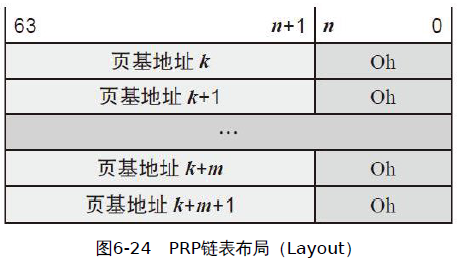 63 n+1 n 0
页基地址 k Oh
页基地址 k+1 Oh
…
页基地址 k+m Oh
页基地址 k+m+1 Oh
图6-24 PRP链表布局（Layout）